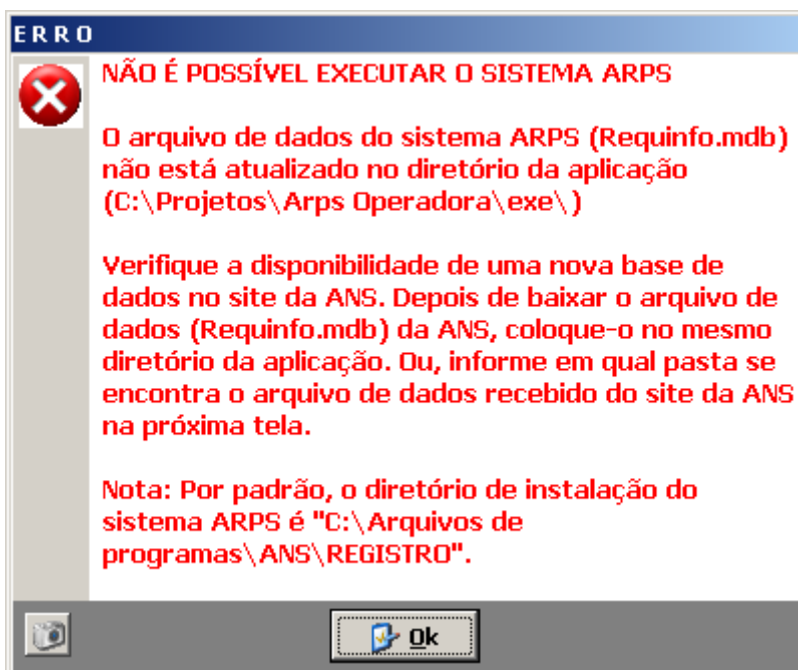 ERRO
NÃO É POSSÍVEL EXECUTAR O SISTEMA ARPS
O arquivo de dados do sistema ARPS (Requinfo.mdb)
não está atualizado no diretório da aplicação
(C:\Projetos\Arps Operadora\exe\)
Verifique a disponibilidade de uma nova base de
dados no site da ANS. Depois de baixar o arquivo de
dados (Requinfo.mdb) da ANS, coloque-o no mesmo
diretório da aplicação. Ou, informe em qual pasta se
encontra o arquivo de dados recebido do site da ANS
na próxima tela.
Nota: Por padrão, o diretório de instalação do
sistema ARPS é "C:\Arquivos de
programas\ANS\REGISTRO".
Ok